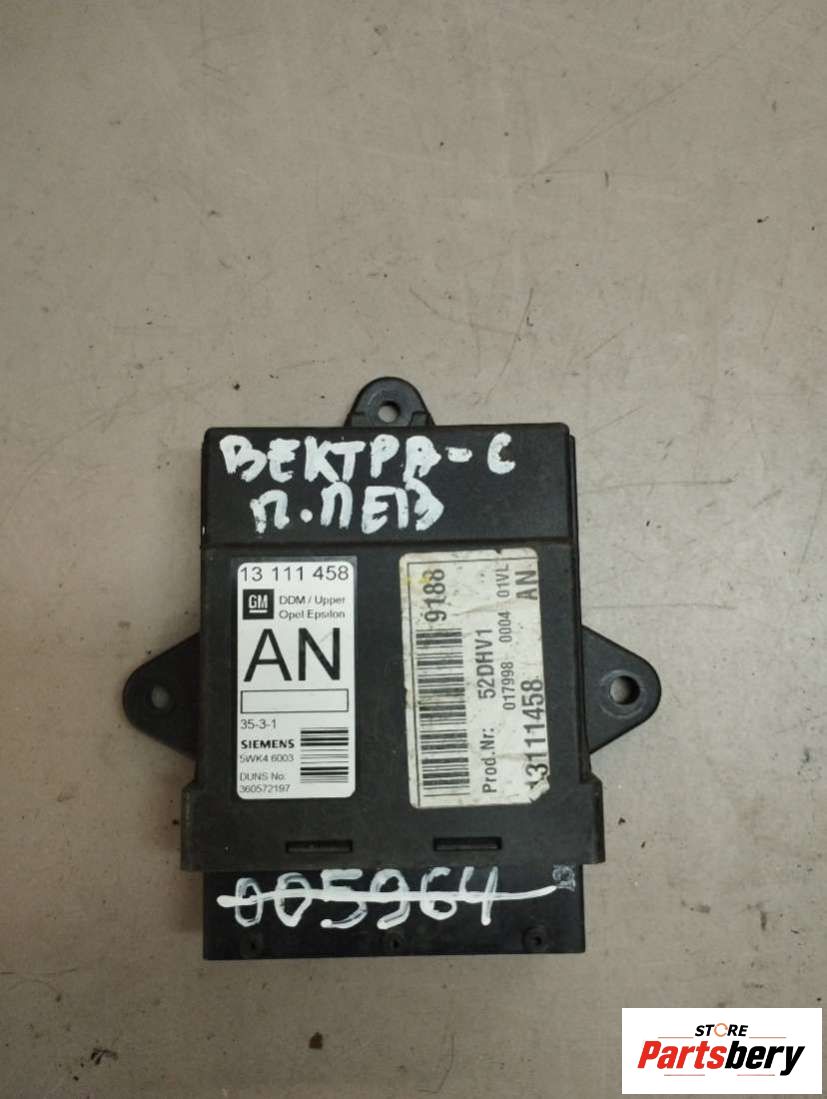 ВЕКТРА-С
П.ЛЕВ
13 111 458
GM
DDM / Upper
Opel Epsilon
AN
35-3-1
SIEMENS
5WK4 6003
DUNS No:
360572197
9188
Prod.Nr: 52DHV1
017998 0004 01VL
13111458 AN
005964
STORE
Partsbery